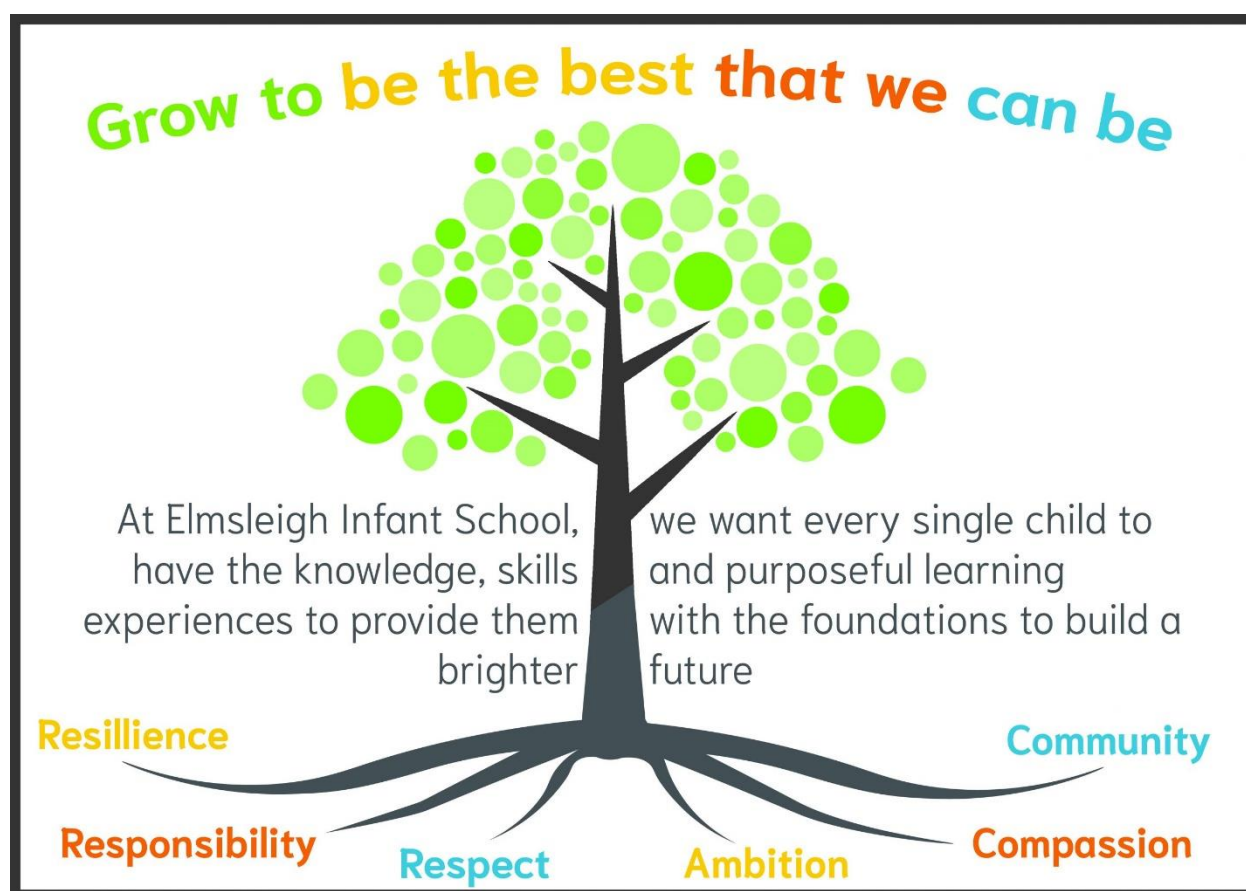 Grow to be the best that we can be
At Elmsleigh Infant School, we want every single child to
have the knowledge, skills and purposeful learning
experiences to provide them with the foundations to build a
brighter future
Resillience
Community
Responsibility
Respect
Ambition
Compassion